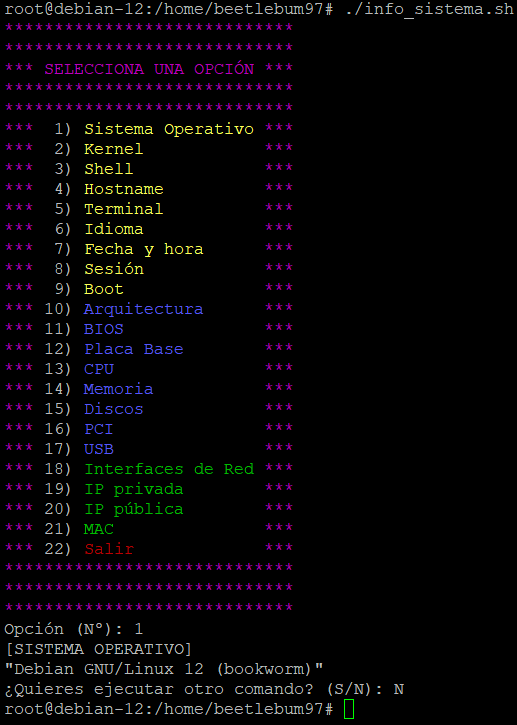 root@debian-12:/home/beetlebum97# ./info_sistema.sh
*****************************
*****************************
*** SELECCIONA UNA OPCIÓN ***
*****************************
*****************************
***  1) Sistema Operativo ***
***  2) Kernel            ***
***  3) Shell             ***
***  4) Hostname          ***
***  5) Terminal          ***
***  6) Idioma            ***
***  7) Fecha y hora      ***
***  8) Sesión            ***
***  9) Boot              ***
*** 10) Arquitectura      ***
*** 11) BIOS              ***
*** 12) Placa Base        ***
*** 13) CPU               ***
*** 14) Memoria           ***
*** 15) Discos            ***
*** 16) PCI               ***
*** 17) USB               ***
*** 18) Interfaces de Red ***
*** 19) IP privada        ***
*** 20) IP pública        ***
*** 21) MAC               ***
*** 22) Salir             ***
*****************************
*****************************
*****************************
Opción (Nº): 1
[SISTEMA OPERATIVO]
"Debian GNU/Linux 12 (bookworm)"
¿Quieres ejecutar otro comando? (S/N): N
root@debian-12:/home/beetlebum97#